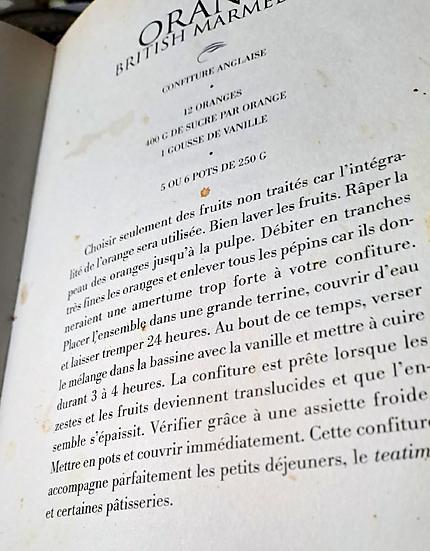 ORAN
BRITISH MARMEL
CONFITURE ANGLAISE
12 ORANGES
400 G DE SUCRE PAR ORANGE
1 GOUSSE DE VANILLE
5 OU 6 POTS DE 250 G
Choisir seulement des fruits non traités car l'intégra-
lité de l'orange sera utilisée. Bien laver les fruits. Râper la
peau des oranges jusqu'à la pulpe. Débiter en tranches
très fines les oranges et enlever tous les pépins car ils don-
neraient une amertume trop forte à votre confiture.
Placer l'ensemble dans une grande terrine, couvrir d'eau
et laisser tremper 24 heures. Au bout de ce temps, verser
le mélange dans la bassine avec la vanille et mettre à cuire
durant 3 à 4 heures. La confiture est prête lorsque les
zestes et les fruits deviennent translucides et que l'en-
semble s'épaissit. Vérifier grâce à une assiette froide
Mettre en pots et couvrir immédiatement. Cette confiture
accompagne parfaitement les petits déjeuners, le teatim
et certaines pâtisseries.